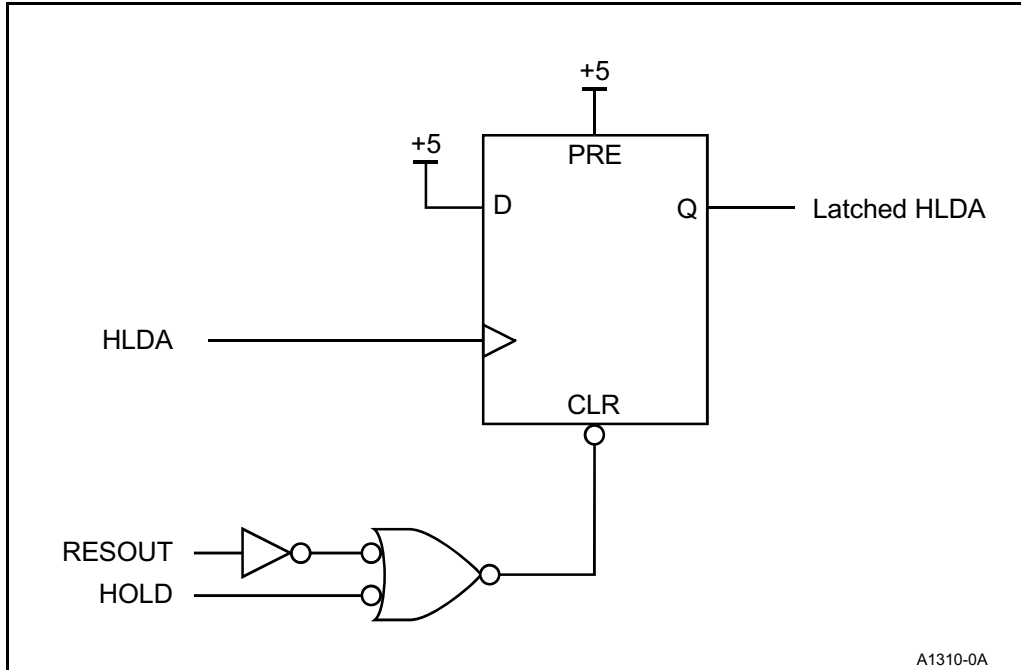 +5
+5
PRE
D
Q
Latched HLDA
HLDA
CLR
RESOUT
HOLD
A1310-0A